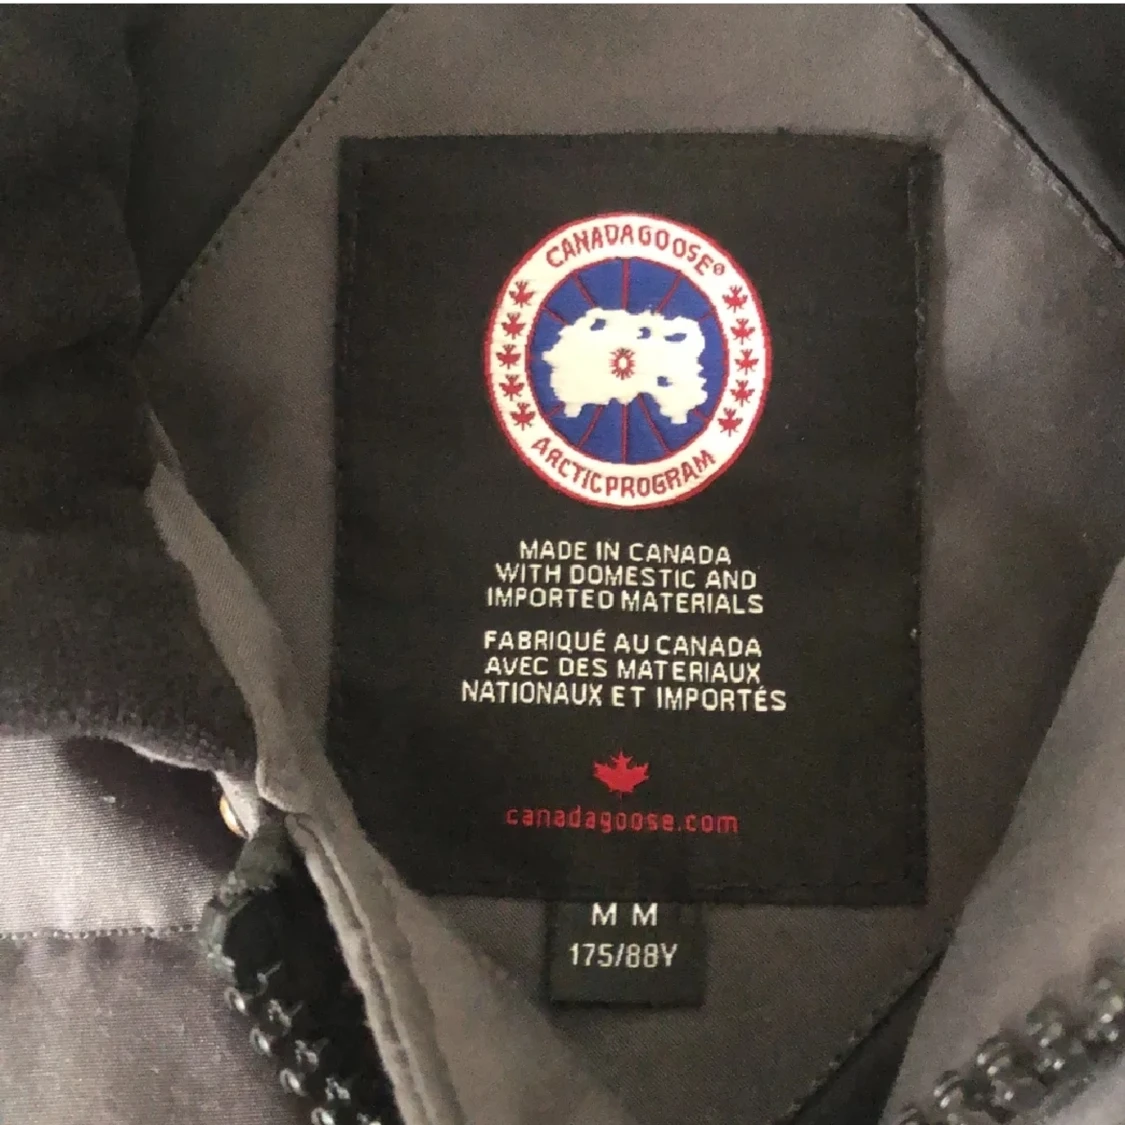 CANADA GOOSE®
ARCTIC PROGRAM
MADE IN CANADA
WITH DOMESTIC AND
IMPORTED MATERIALS
FABRIQUÉ AU CANADA
AVEC DES MATERIAUX
NATIONAUX ET IMPORTÉS
canadagoose.com
M M
175/88Y